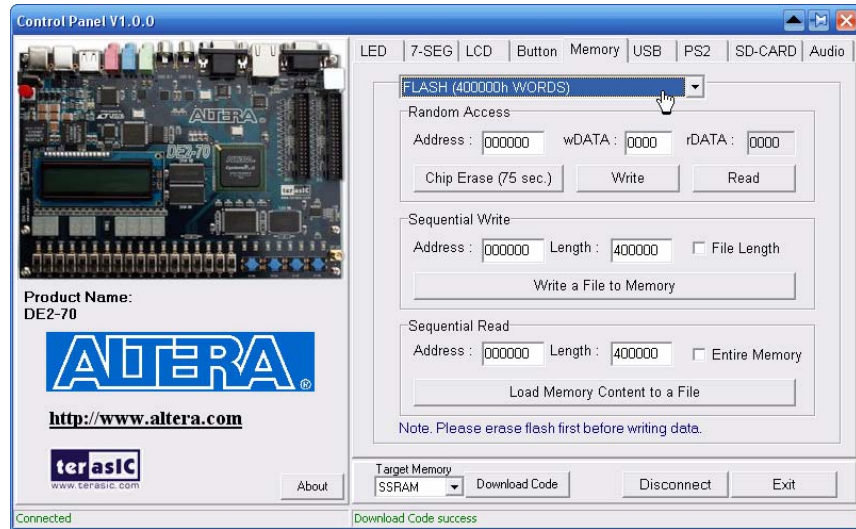 Control Panel V1.0.0
LED 7-SEG LCD Button Memory USB PS2 SD-CARD Audio
FLASH (400000h WORDS)
Random Access
Address : 000000 wDATA : 0000 rDATA : 0000
Chip Erase (75 sec.) Write Read
Sequential Write
Address : 000000 Length : 400000 File Length
Write a File to Memory
Sequential Read
Address : 000000 Length : 400000 Entire Memory
Load Memory Content to a File
Note. Please erase flash first before writing data.
ALTERA
DE2-70
terasIC
Product Name:
DE2-70
ALTERA®
http://www.altera.com
terasIC
www.terasic.com
About
Target Memory
SSRAM Download Code Disconnect Exit
Connected Download Code success